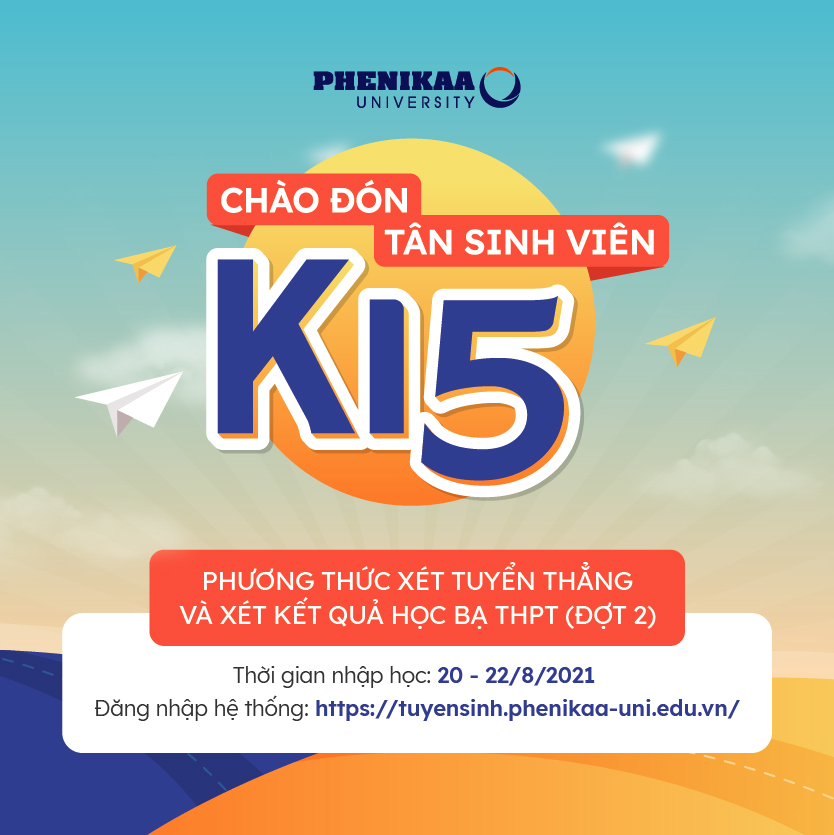 PHENIKAA
UNIVERSITY
CHÀO ĐÓN
TÂN SINH VIÊN
K15
PHƯƠNG THỨC XÉT TUYỂN THẲNG
VÀ XÉT KẾT QUẢ HỌC BẠ THPT (ĐỢT 2)
Thời gian nhập học: 20 - 22/8/2021
Đăng nhập hệ thống: https://tuyensinh.phenikaa-uni.edu.vn/